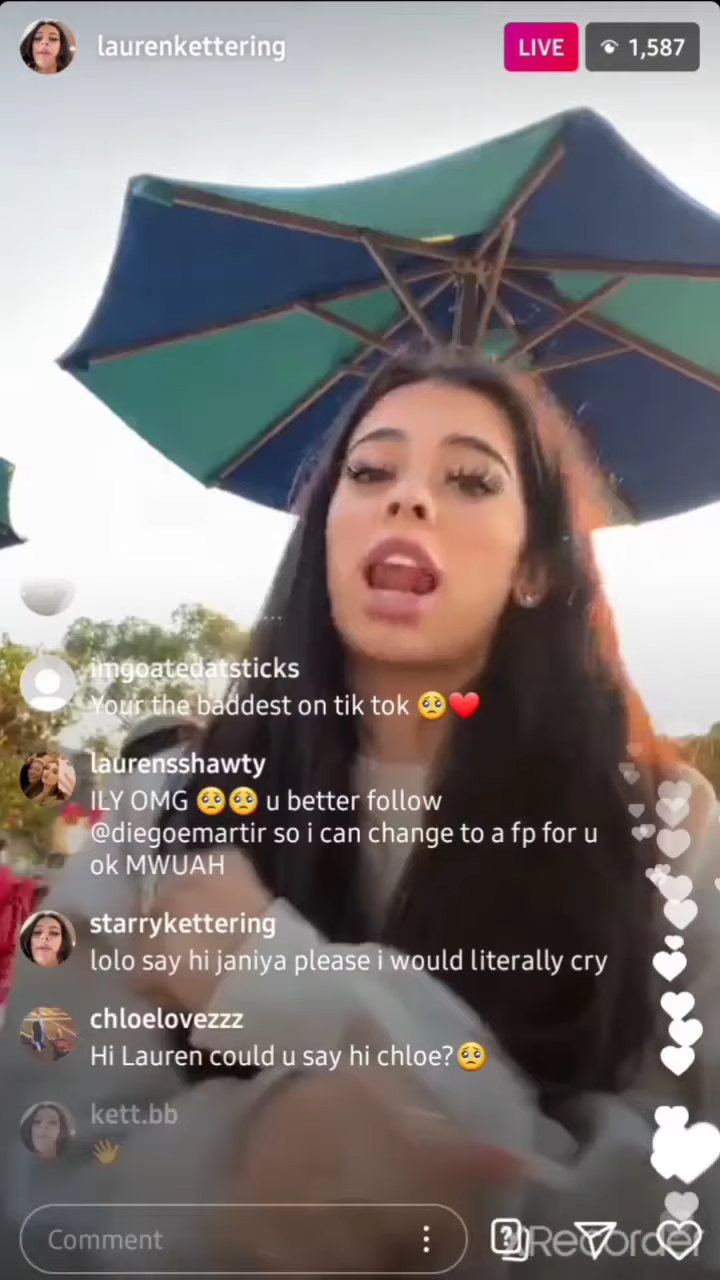 laurenkettering
LIVE
1,587
imgoatedatsticks
Your the baddest on tik tok 🥺❤️
laurensshawty
ILY OMG 🥺🥺 u better follow
@diegoemartir so i can change to a fp for u
ok MWUAH
starrykettering
lolo say hi janiya please i would literally cry
chloelovezzz
Hi Lauren could u say hi chloe?🥺
kett.bb
👋
Comment
Recorder